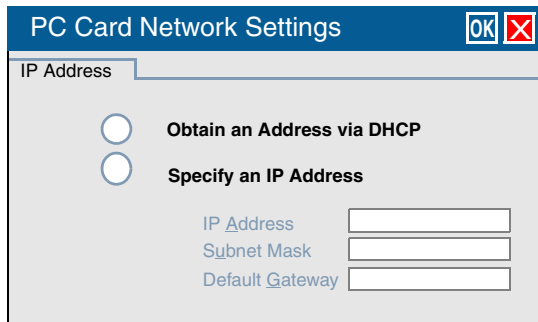 PC Card Network Settings OK X
IP Address
Obtain an Address via DHCP
Specify an IP Address
IP Address
Subnet Mask
Default Gateway